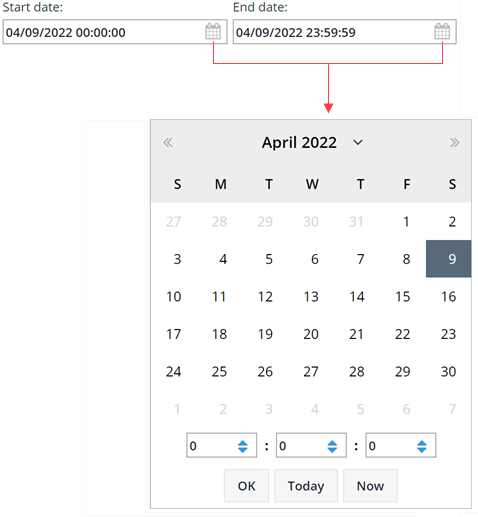 Start date: End date:
04/09/2022 00:00:00 04/09/2022 23:59:59
« April 2022 »
S M T W T F S
27 28 29 30 31 1 2
3 4 5 6 7 8 9
10 11 12 13 14 15 16
17 18 19 20 21 22 23
24 25 26 27 28 29 30
1 2 3 4 5 6 7
0 : 0 : 0
OK Today Now